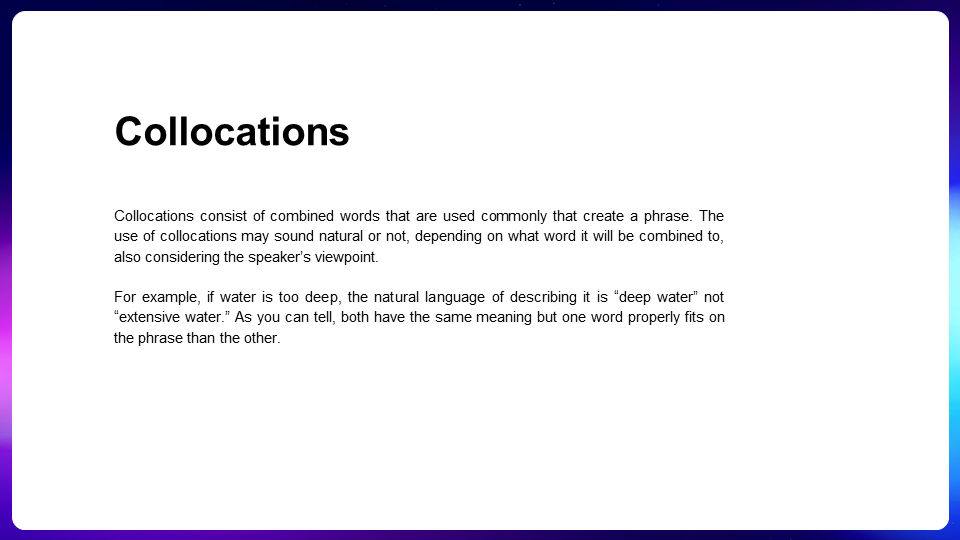 Collocations
Collocations consist of combined words that are used commonly that create a phrase. The
use of collocations may sound natural or not, depending on what word it will be combined to,
also considering the speaker’s viewpoint.
For example, if water is too deep, the natural language of describing it is “deep water” not
“extensive water.” As you can tell, both have the same meaning but one word properly fits on
the phrase than the other.